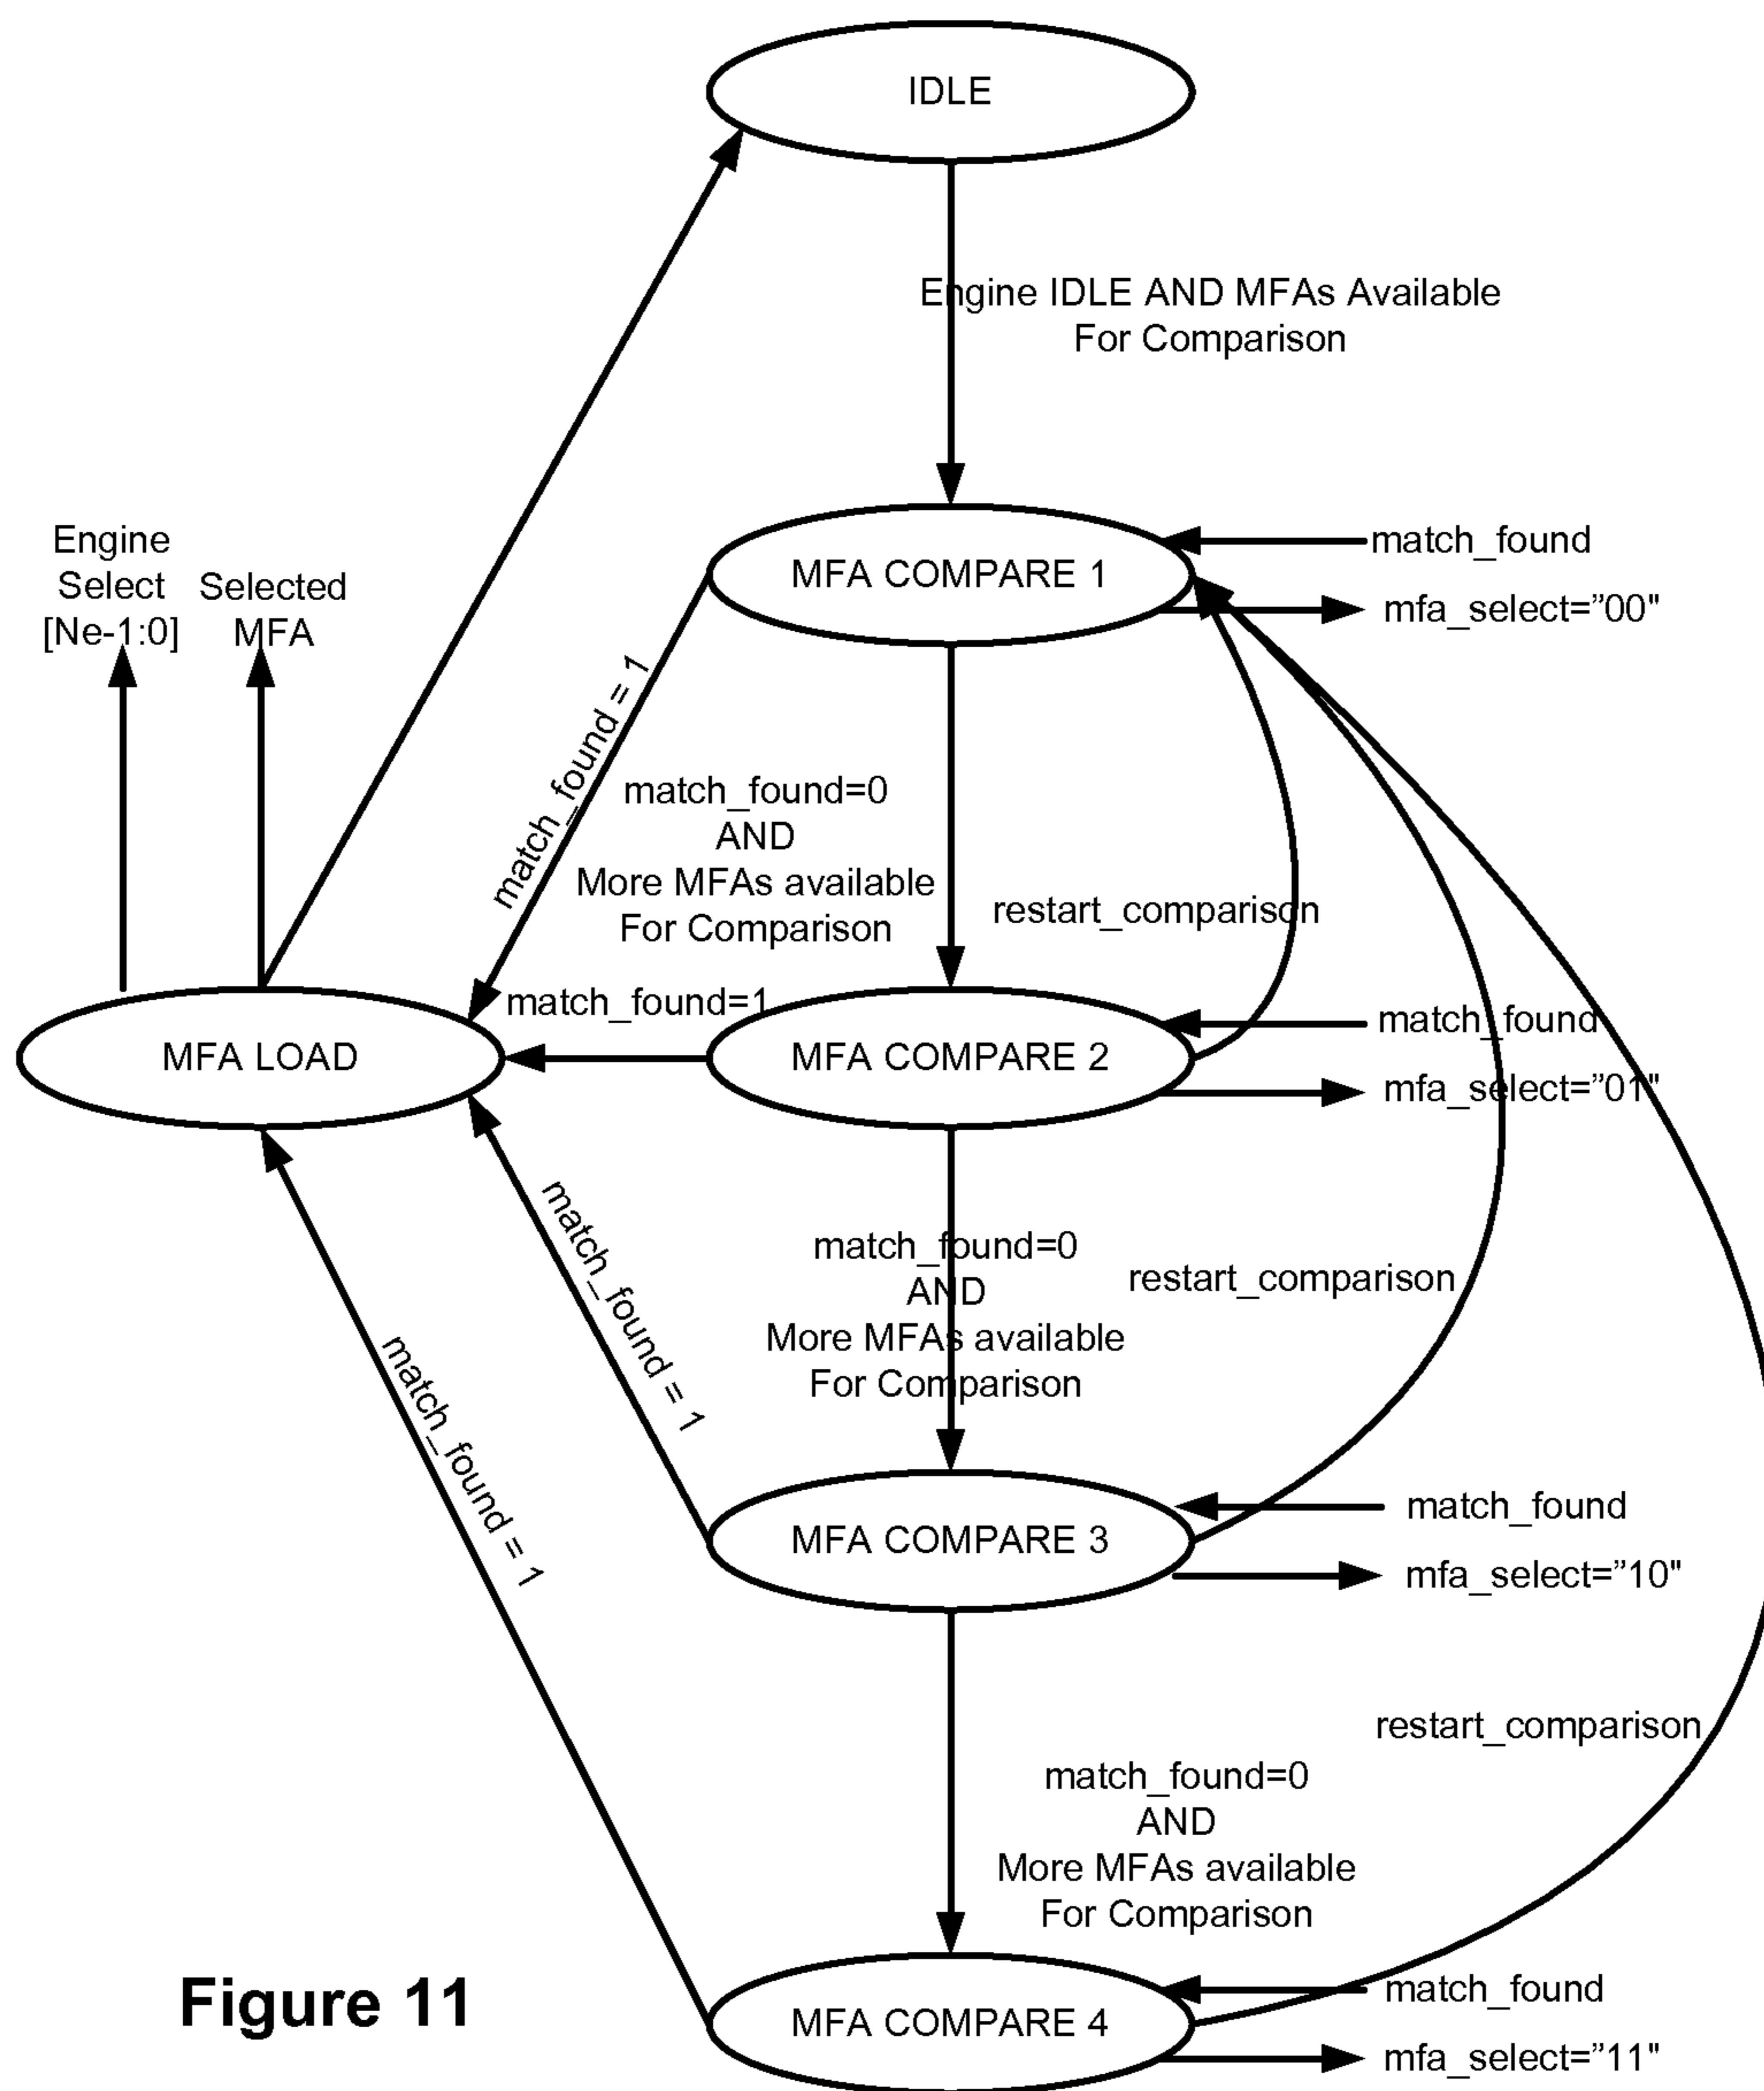 IDLE
Engine IDLE AND MFAs Available
For Comparison
Engine
Select
[Ne-1:0]
Selected
MFA
MFA COMPARE 1
match_found
mfa_select=”00"
match_found = 1
match_found=0
AND
More MFAs available
For Comparison
restart_comparison
match_found=1
MFA LOAD
MFA COMPARE 2
match_found
mfa_select=”01"
match_found = 1
match_found=0
AND
More MFAs available
For Comparison
restart_comparison
match_found = 1
MFA COMPARE 3
match_found
mfa_select=”10"
restart_comparison
match_found=0
AND
More MFAs available
For Comparison
Figure 11
MFA COMPARE 4
match_found
mfa_select=”11"